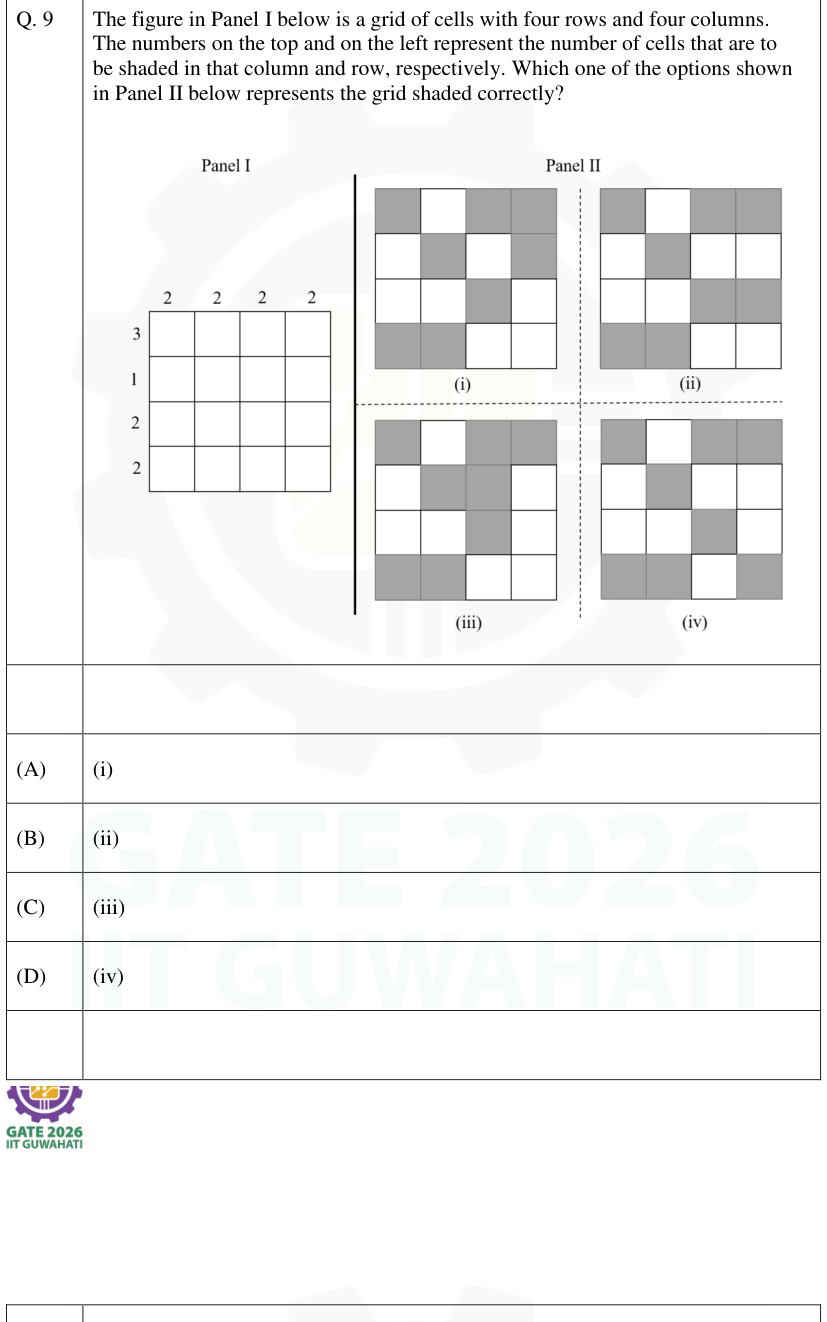 Q. 9
The figure in Panel I below is a grid of cells with four rows and four columns.
The numbers on the top and on the left represent the number of cells that are to
be shaded in that column and row, respectively. Which one of the options shown
in Panel II below represents the grid shaded correctly?
Panel I
Panel II
2 2 2 2
3
1
2
2
(i)
(ii)
(iii)
(iv)
(A) (i)
(B) (ii)
(C) (iii)
(D) (iv)
GATE 2026
IIT GUWAHATI
GATE 2026
IIT GUWAHATI